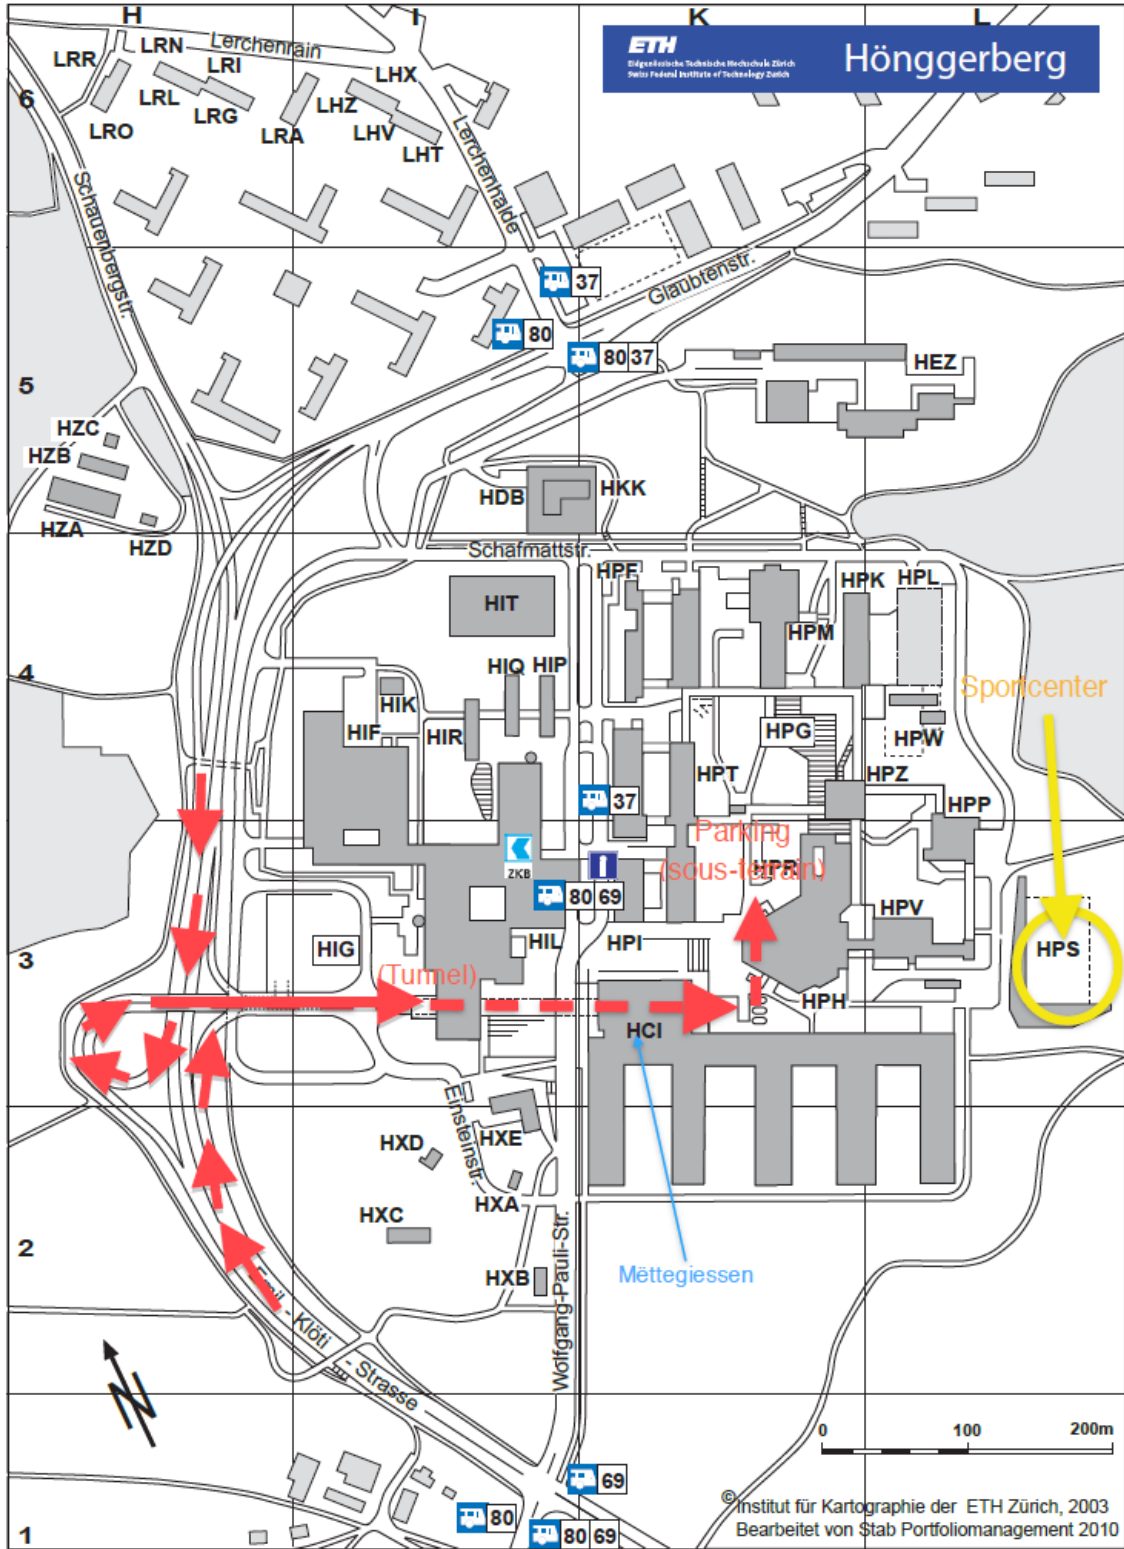 H I K L
ETH
Eidgenössische Technische Hochschule Zürich
Swiss Federal Institute of Technology Zurich
Hönggerberg
LRR
LRN
Lerchenrain
LRI
LHX
6
LRL
LRG
LHZ
LRO
LRA
LHV
LHT
Lerchenhalde
Schauenbergstr.
37
Glaubtenstr.
80
80 37
HEZ
5
HZC
HZB
HZA
HZD
HDB
HKK
Schafmattstr.
HPF
HPK
HPL
HIT
HPM
4
HIQ
HIP
HIK
Sportcenter
HIF
HIR
HPG
HPW
HPT
HPZ
37
HPP
Parking
(sous-terrain)
ZKB
HPR
80 69
HPV
HIG
HIL
HPI
HPS
3
(Tunnel)
HPH
HCI
Einsteinstr.
HXD
HXE
HXA
HXC
2
HXB
Mëttegiessen
Wolfgang-Pauli-Str.
Emil - Klöti
- Strasse
N
0 100 200m
69
80
80 69
©Institut für Kartographie der ETH Zürich, 2003
Bearbeitet von Stab Portfoliomanagement 2010
1